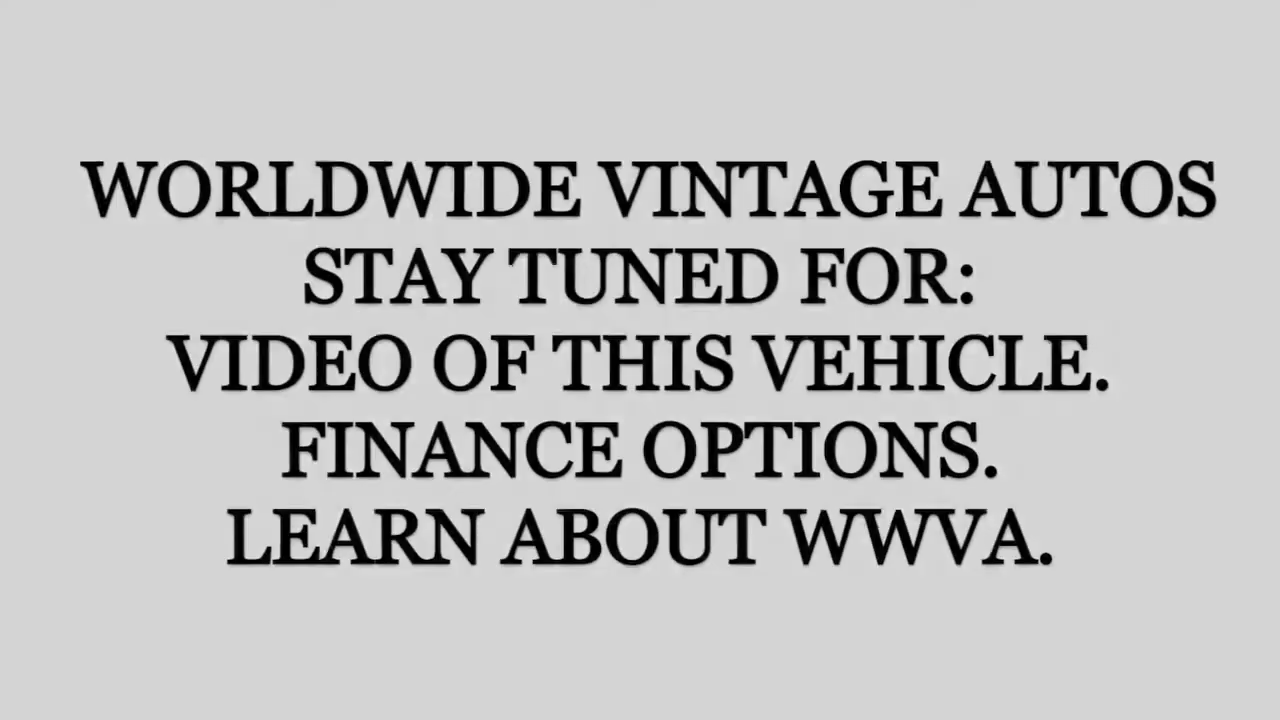 WORLDWIDE VINTAGE AUTOS
STAY TUNED FOR:
VIDEO OF THIS VEHICLE.
FINANCE OPTIONS.
LEARN ABOUT WWVA.